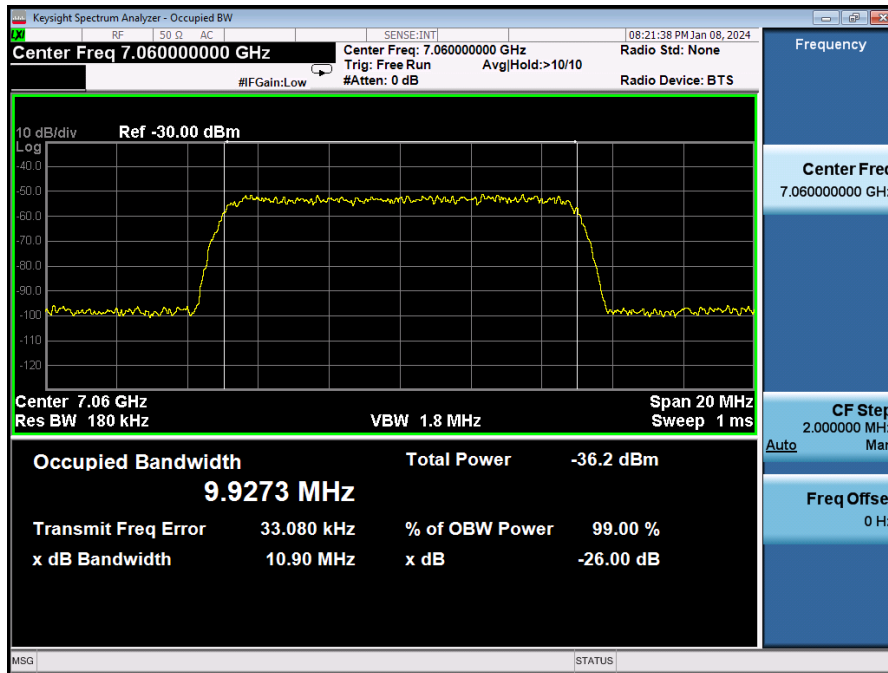 Keysight Spectrum Analyzer - Occupied BW
LXI RF 50 Ω AC SENSE:INT 08:21:38 PM Jan 08, 2024
Center Freq 7.060000000 GHz
Center Freq: 7.060000000 GHz
Radio Std: None
Trig: Free Run Avg|Hold:>10/10
#IFGain:Low
#Atten: 0 dB
Radio Device: BTS
10 dB/div Ref -30.00 dBm
Log
-40.0
-50.0
-60.0
-70.0
-80.0
-90.0
-100
-110
-120
Center 7.06 GHz Span 20 MHz
Res BW 180 kHz VBW 1.8 MHz Sweep 1 ms
Occupied Bandwidth Total Power -36.2 dBm
9.9273 MHz
Transmit Freq Error 33.080 kHz % of OBW Power 99.00 %
x dB Bandwidth 10.90 MHz x dB -26.00 dB
MSG STATUS
Frequency
Center Freq
7.060000000 GH
CF Step
2.000000 MH
Auto Man
Freq Offse
0 H